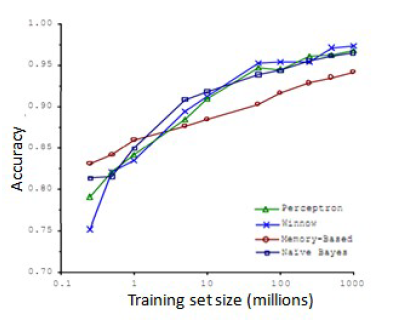 1.00
0.95
0.90
Accuracy
0.85
0.80
0.75
0.70
Perceptron
Winnow
Memory-Based
Naïve Bayes
0.1 1 10 100 1000
Training set size (millions)